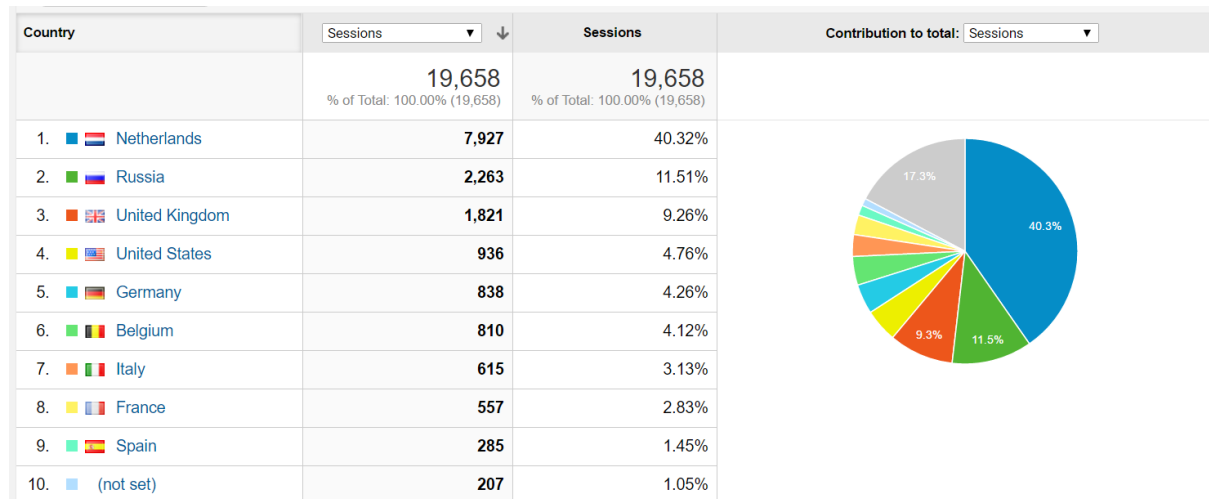 Country Sessions Sessions Contribution to total: Sessions
19,658 19,658
% of Total: 100.00% (19,658) % of Total: 100.00% (19,658)
1. Netherlands 7,927 40.32%
2. Russia 2,263 11.51%
3. United Kingdom 1,821 9.26%
4. United States 936 4.76%
5. Germany 838 4.26%
6. Belgium 810 4.12%
7. Italy 615 3.13%
8. France 557 2.83%
9. Spain 285 1.45%
10. (not set) 207 1.05%
17.3%
40.3%
9.3%
11.5%